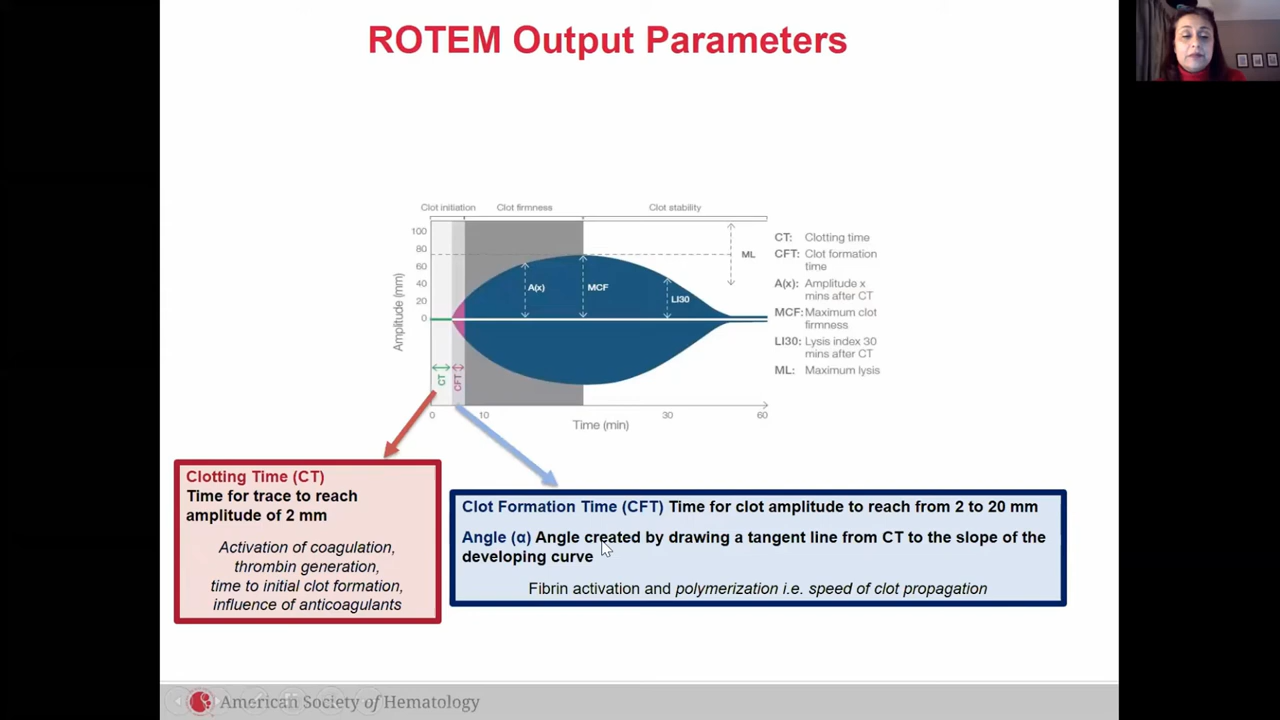 ROTEM Output Parameters
Clot initiation
Clot firmness
Clot stability
100
80
60
40
20
0
Amplitude (mm)
A(x)
MCF
LI30
ML
CT
CFT
0
10
30
60
Time (min)
CT: Clotting time
CFT: Clot formation
time
A(x): Amplitude x
mins after CT
MCF: Maximum clot
firmness
LI30: Lysis index 30
mins after CT
ML: Maximum lysis
Clotting Time (CT)
Time for trace to reach
amplitude of 2 mm
Activation of coagulation,
thrombin generation,
time to initial clot formation,
influence of anticoagulants
Clot Formation Time (CFT) Time for clot amplitude to reach from 2 to 20 mm
Angle (α) Angle created by drawing a tangent line from CT to the slope of the
developing curve
Fibrin activation and polymerization i.e. speed of clot propagation
American Society of Hematology